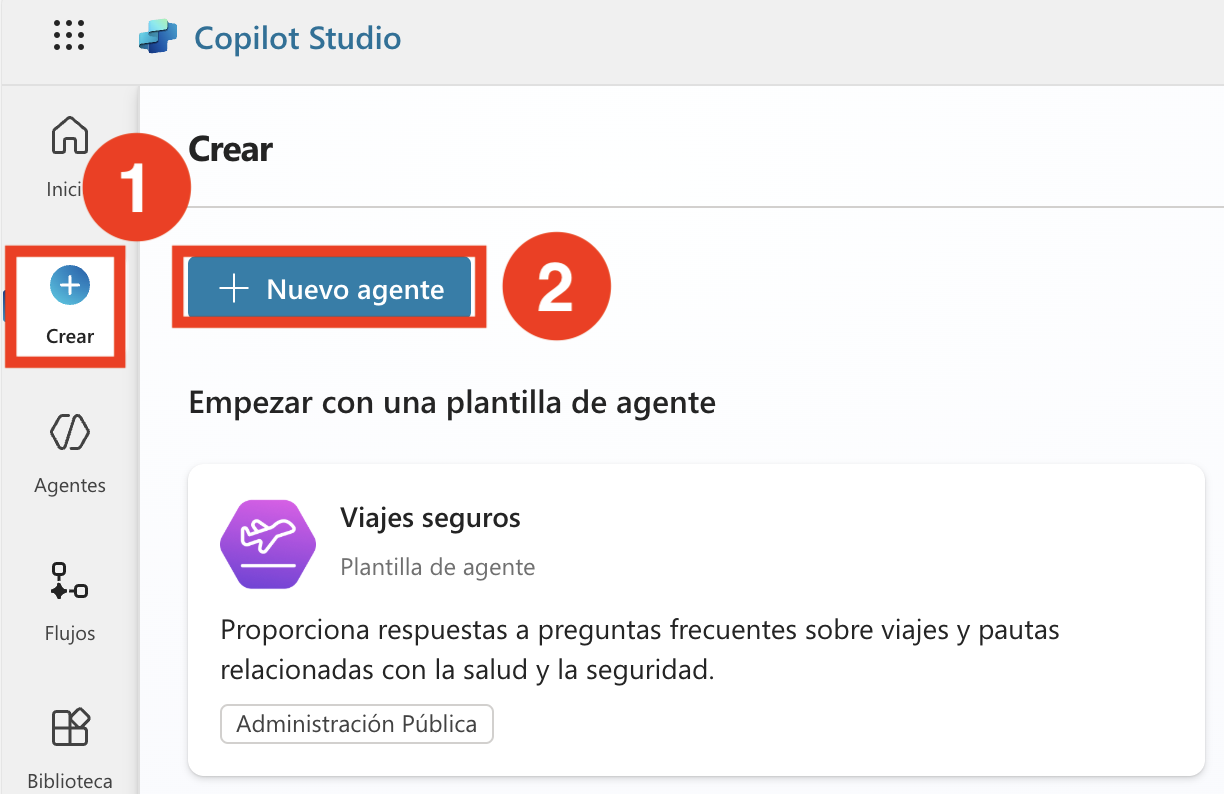 Copilot Studio
Inici
1
Crear
Crear
+ Nuevo agente
2
Agentes
Flujos
Biblioteca
Empezar con una plantilla de agente
Viajes seguros
Plantilla de agente
Proporciona respuestas a preguntas frecuentes sobre viajes y pautas
relacionadas con la salud y la seguridad.
Administración Pública